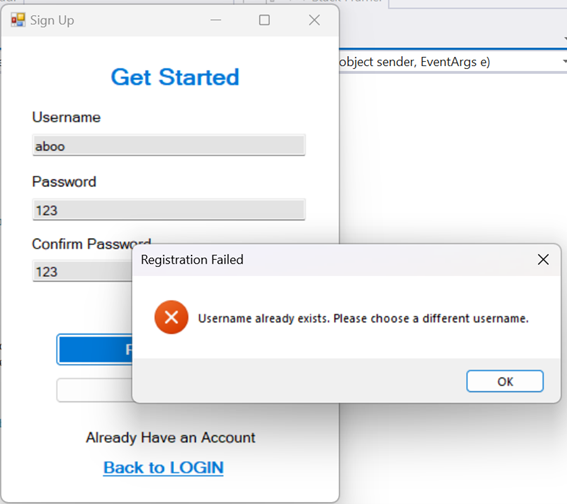 Sign Up
object sender, EventArgs e)
Get Started
Username
aboo
Password
123
Confirm Password
123
Registration Failed
Username already exists. Please choose a different username.
OK
Already Have an Account
Back to LOGIN